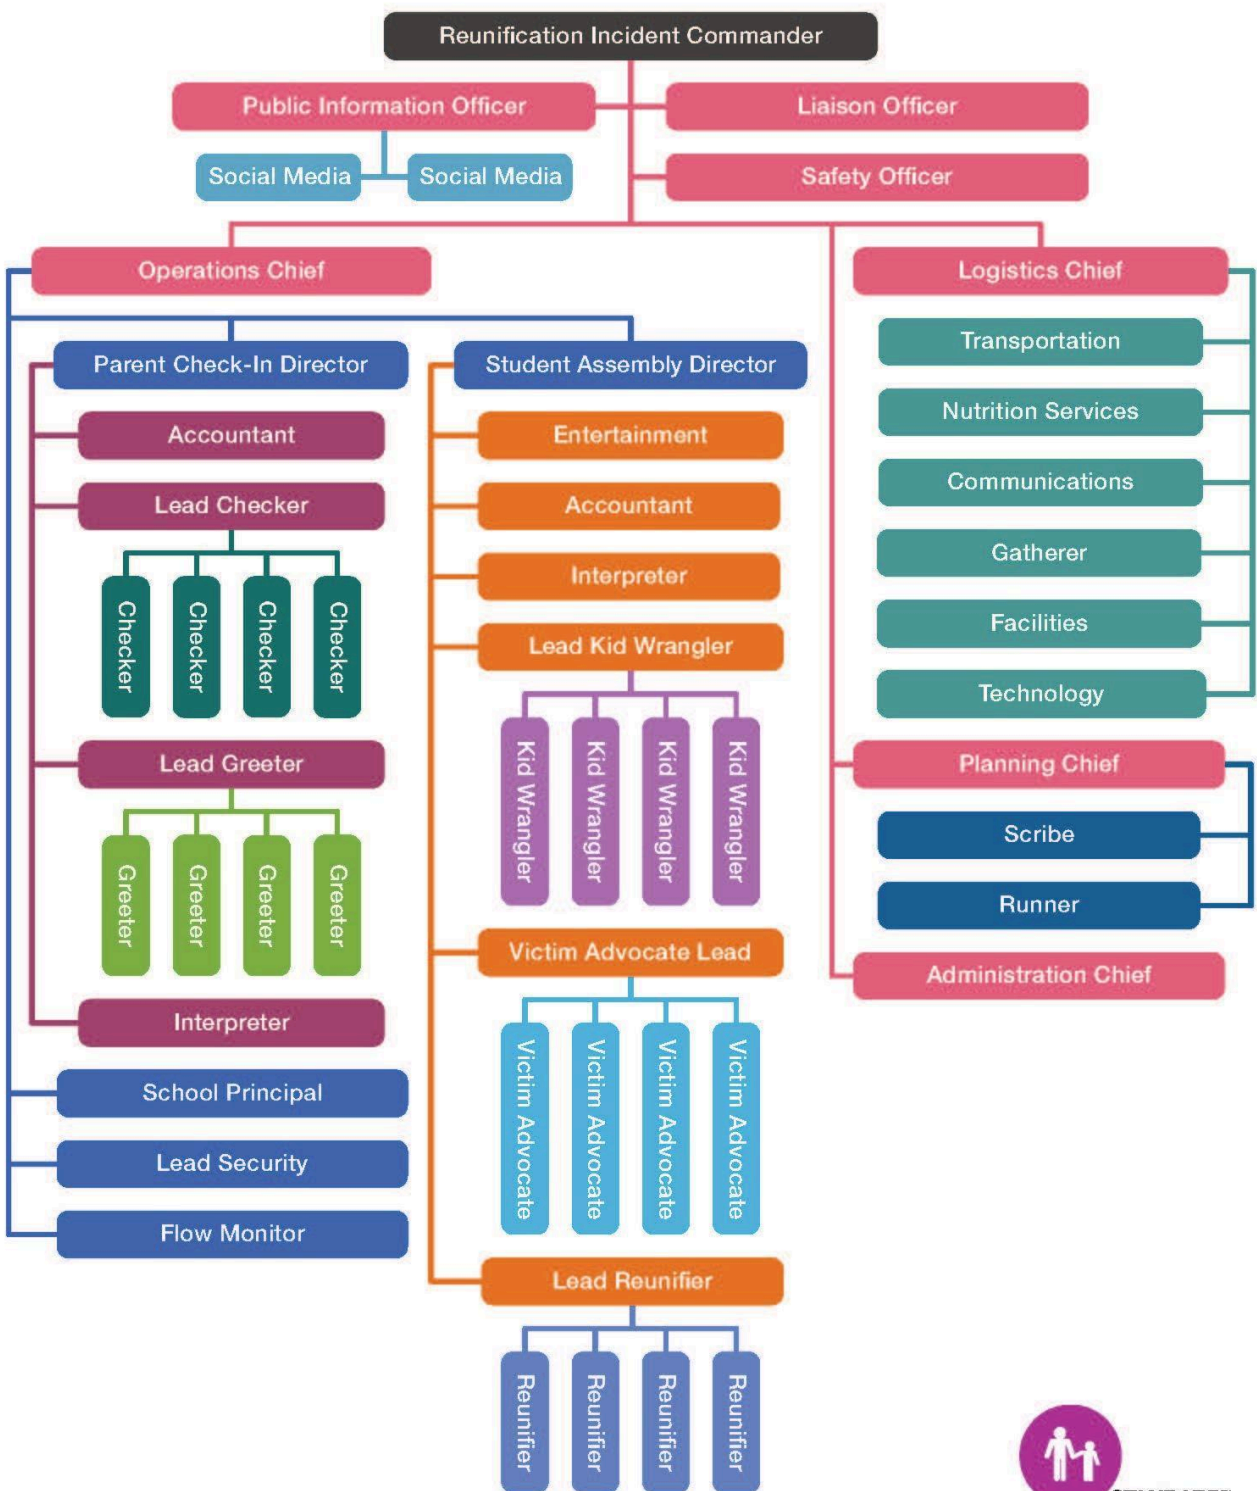 Reunification Incident Commander
Public Information Officer
Liaison Officer
Social Media
Social Media
Safety Officer
Operations Chief
Logistics Chief
Parent Check-In Director
Accountant
Lead Checker
Checker
Checker
Checker
Checker
Lead Greeter
Greeter
Greeter
Greeter
Greeter
Interpreter
School Principal
Lead Security
Flow Monitor
Student Assembly Director
Entertainment
Accountant
Interpreter
Lead Kid Wrangler
Kid Wrangler
Kid Wrangler
Kid Wrangler
Kid Wrangler
Victim Advocate Lead
Victim Advocate
Victim Advocate
Victim Advocate
Victim Advocate
Lead Reunifier
Reunifier
Reunifier
Reunifier
Reunifier
Transportation
Nutrition Services
Communications
Gatherer
Facilities
Technology
Planning Chief
Scribe
Runner
Administration Chief